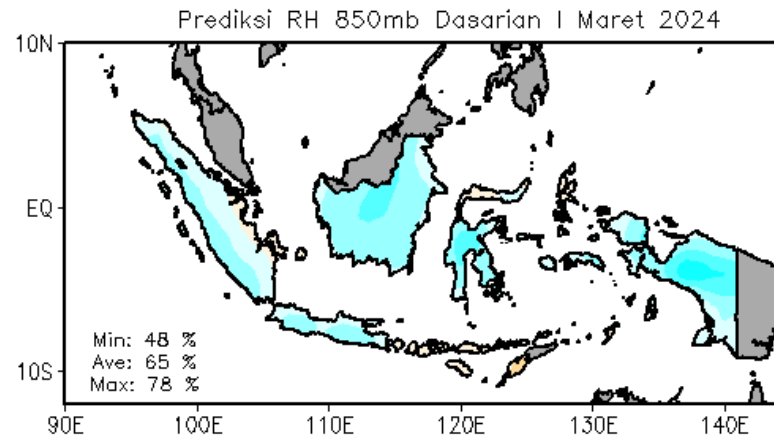 Prediksi RH 850mb Dasarian I Maret 2024
10N
EQ
10S
Min: 48 %
Ave: 65 %
Max: 78 %
90E 100E 110E 120E 130E 140E